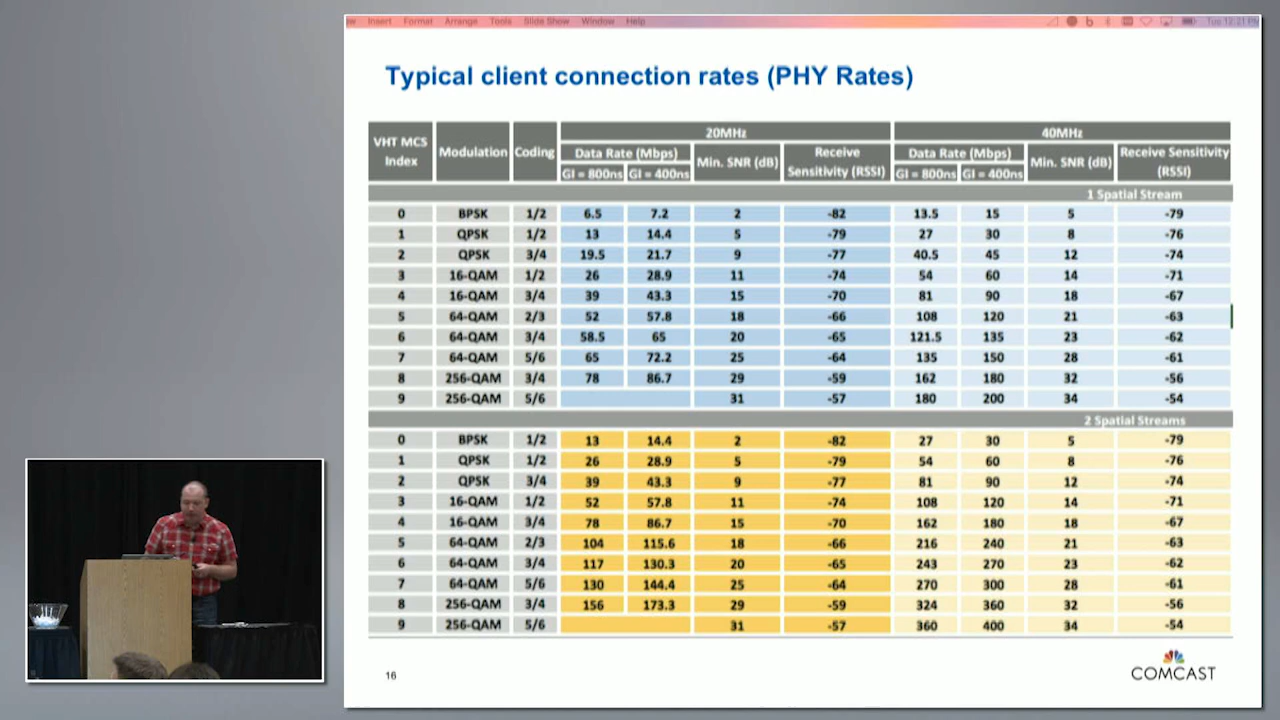 Insert Format Arrange Tools Slide Show Window Help
Typical client connection rates (PHY Rates)
VHT MCS Index Modulation Coding 20MHz 40MHz
Data Rate (Mbps) Min. SNR (dB) Receive Sensitivity (RSSI) Data Rate (Mbps) Min. SNR (dB) Receive Sensitivity (RSSI)
GI = 800ns GI = 400ns GI = 800ns GI = 400ns
1 Spatial Stream
0 BPSK 1/2 6.5 7.2 2 -82 13.5 15 5 -79
1 QPSK 1/2 13 14.4 5 -79 27 30 8 -76
2 QPSK 3/4 19.5 21.7 9 -77 40.5 45 12 -74
3 16-QAM 1/2 26 28.9 11 -74 54 60 14 -71
4 16-QAM 3/4 39 43.3 15 -70 81 90 18 -67
5 64-QAM 2/3 52 57.8 18 -66 108 120 21 -63
6 64-QAM 3/4 58.5 65 20 -65 121.5 135 23 -62
7 64-QAM 5/6 65 72.2 25 -64 135 150 28 -61
8 256-QAM 3/4 78 86.7 29 -59 162 180 32 -56
9 256-QAM 5/6 31 -57 180 200 34 -54
2 Spatial Streams
0 BPSK 1/2 13 14.4 2 -82 27 30 5 -79
1 QPSK 1/2 26 28.9 5 -79 54 60 8 -76
2 QPSK 3/4 39 43.3 9 -77 81 90 12 -74
3 16-QAM 1/2 52 57.8 11 -74 108 120 14 -71
4 16-QAM 3/4 78 86.7 15 -70 162 180 18 -67
5 64-QAM 2/3 104 115.6 18 -66 216 240 21 -63
6 64-QAM 3/4 117 130.3 20 -65 243 270 23 -62
7 64-QAM 5/6 130 144.4 25 -64 270 300 28 -61
8 256-QAM 3/4 156 173.3 29 -59 324 360 32 -56
9 256-QAM 5/6 31 -57 360 400 34 -54
16
COMCAST